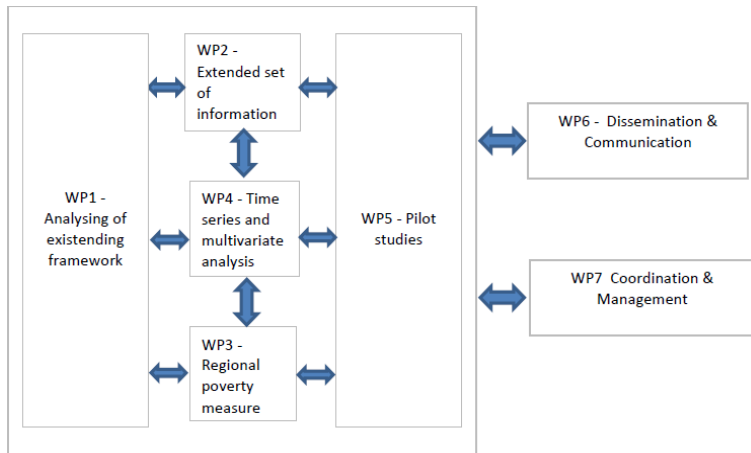 WP1 -
Analysing of
existending
framework
WP2 -
Extended set
of
information
WP4 - Time
series and
multivariate
analysis
WP3 -
Regional
poverty
measure
WP5 - Pilot
studies
WP6 - Dissemination &
Communication
WP7 Coordination &
Management